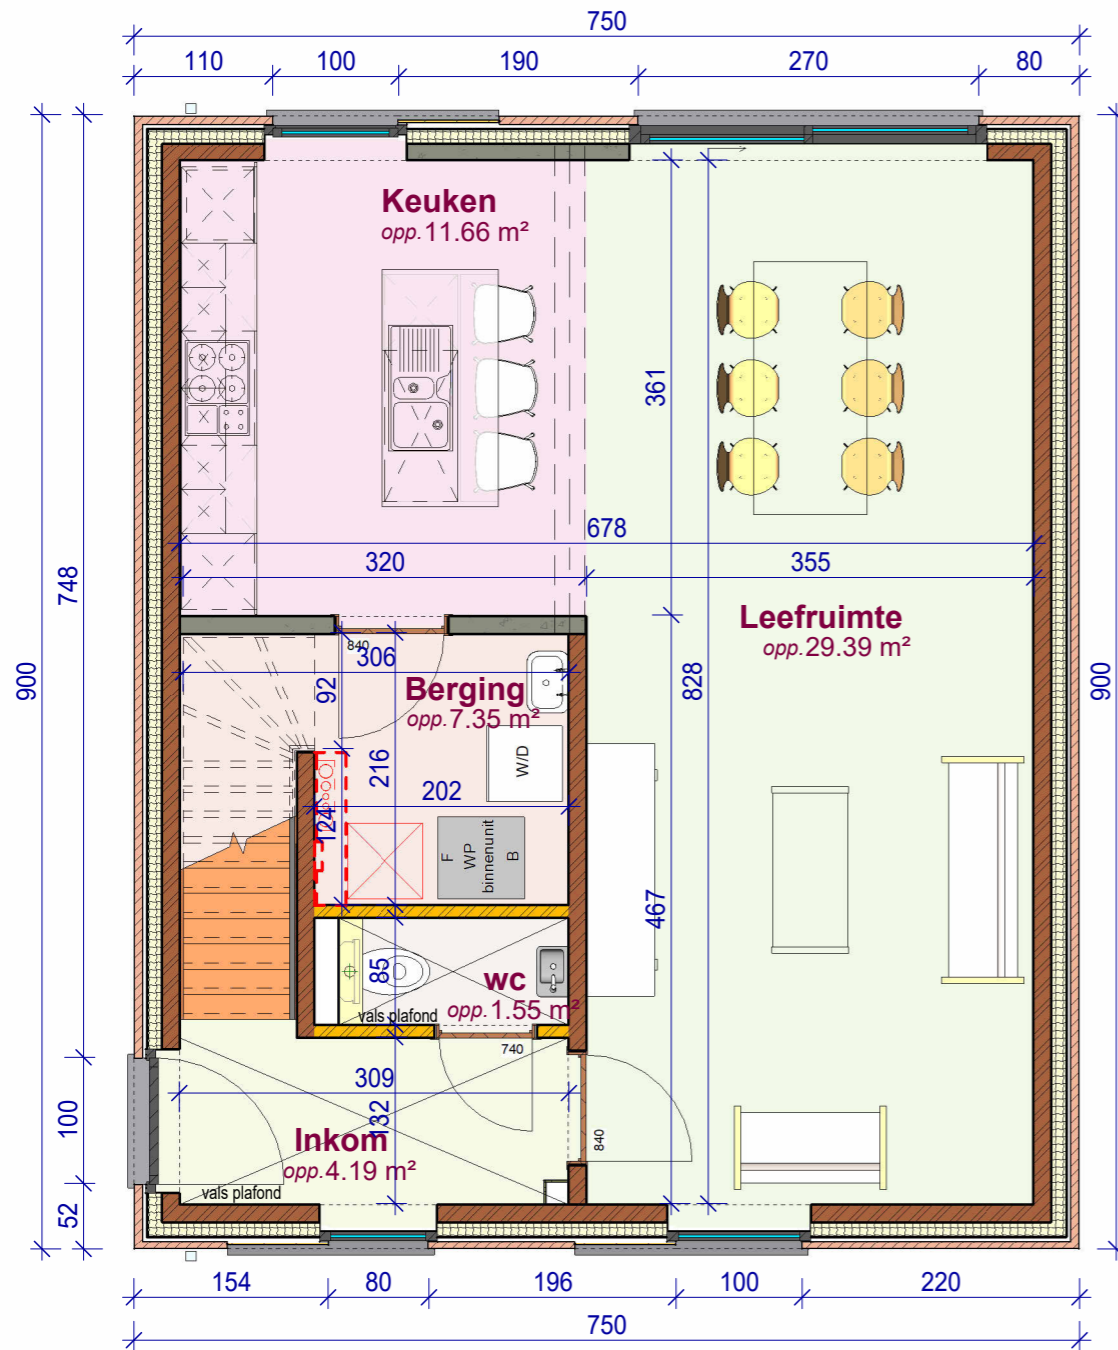 750
110 100 190 270 80
Keuken
opp.11.66 m²
361
678
320 355
748
900
900
Leefruimte
opp.29.39 m²
828
840
306
92
Berging
opp.7.35 m²
216
W/D
202
124
F
WP
binnenunit
B
467
85
wc
opp.1.55 m²
vals plafond
740
309
132
840
Inkom
opp.4.19 m²
vals plafond
100
52
154 80 196 100 220
750